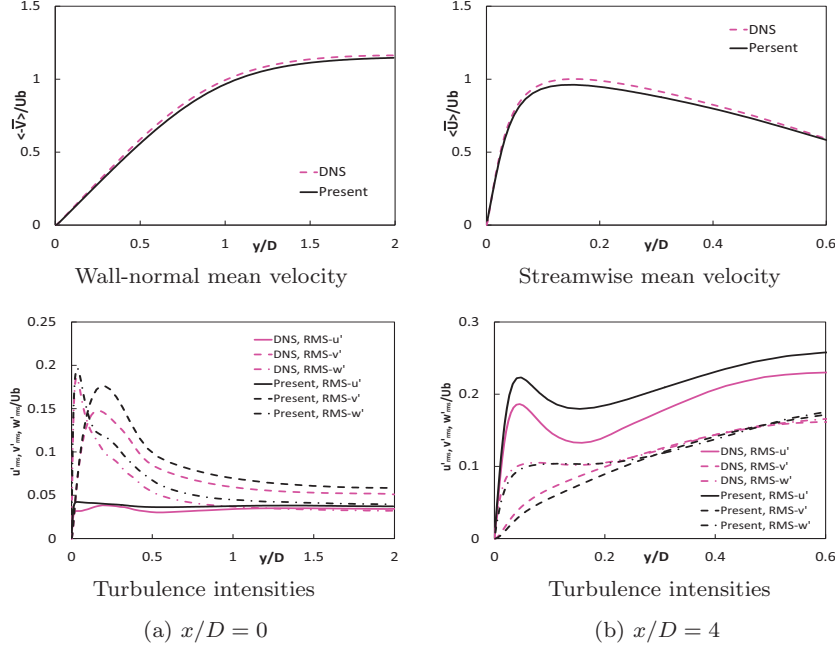 1.5
1
0.5
0
<-V̅>/Ub
DNS
Present
0 0.5 1 1.5 2
y/D
Wall-normal mean velocity
1.5
1
0.5
0
<U̅>/Ub
DNS
Persent
0 0.2 0.4 0.6
y/D
Streamwise mean velocity
0.25
0.2
0.15
0.1
0.05
0
u'rms, v'rms, w'rms/Ub
DNS, RMS-u'
DNS, RMS-v'
DNS, RMS-w'
Present, RMS-u'
Present, RMS-v'
Present, RMS-w'
0 0.5 1 1.5 2
y/D
Turbulence intensities
(a) x/D = 0
0.3
0.2
0.1
0
u'rms, v'rms, w'rms/Ub
DNS, RMS-u'
DNS, RMS-v'
DNS, RMS-w'
Present, RMS-u'
Present, RMS-v'
Present, RMS-w'
0 0.2 0.4 0.6
y/D
Turbulence intensities
(b) x/D = 4